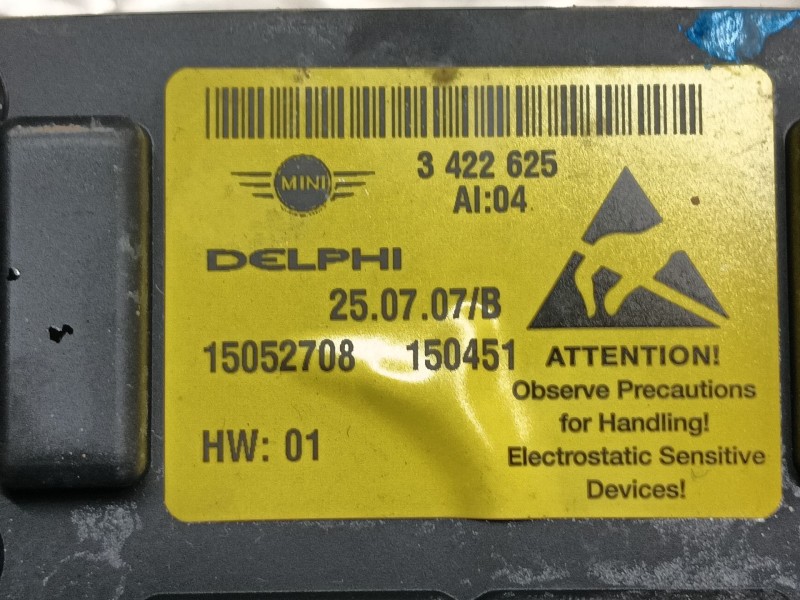 3 422 625
MINI
AI:04
DELPHI
25.07.07/B
15052708 150451
ATTENTION!
Observe Precautions
for Handling!
HW: 01
Electrostatic Sensitive
Devices!